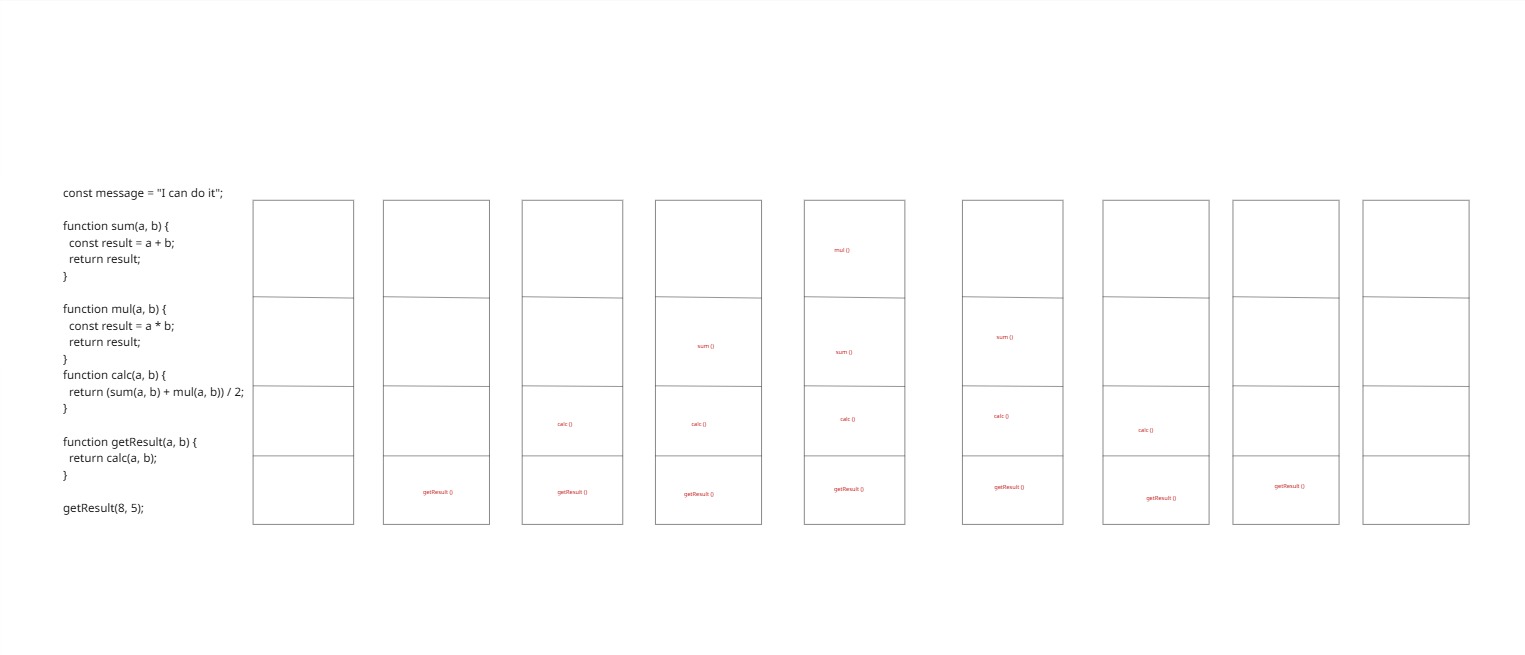 const message = "I can do it";
function sum(a, b) {
const result = a + b;
return result;
}
function mul(a, b) {
const result = a * b;
return result;
}
function calc(a, b) {
return (sum(a, b) + mul(a, b)) / 2;
}
function getResult(a, b) {
return calc(a, b);
}
getResult(8, 5);
getResult ()
calc ()
getResult ()
sum ()
calc ()
getResult ()
mul ()
sum ()
calc ()
getResult ()
sum ()
calc ()
getResult ()
calc ()
getResult ()
getResult ()